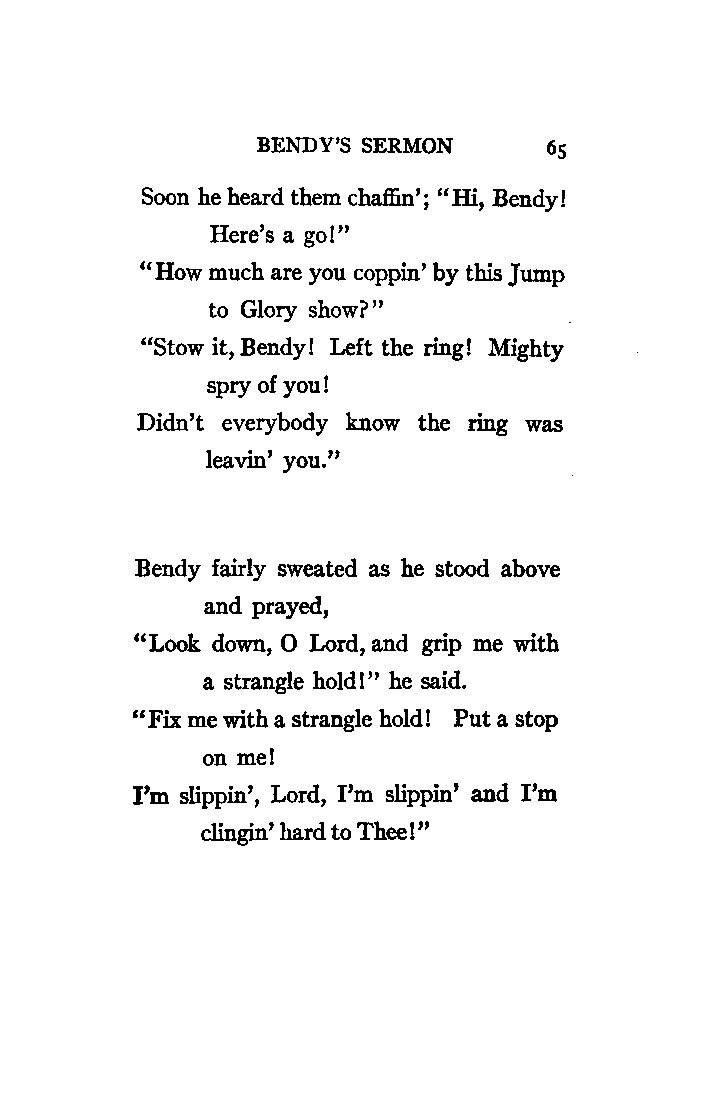 BENDY'S SERMON 65
Soon he heard them chaffin'; "Hi, Bendy!
Here's a go!"
"How much are you coppin' by this Jump
to Glory show?"
"Stow it, Bendy! Left the ring! Mighty
spry of you!
Didn't everybody know the ring was
leavin' you."
Bendy fairly sweated as he stood above
and prayed,
"Look down, O Lord, and grip me with
a strangle hold!" he said.
"Fix me with a strangle hold! Put a stop
on me!
I'm slippin', Lord, I'm slippin' and I'm
clingin' hard to Thee!"